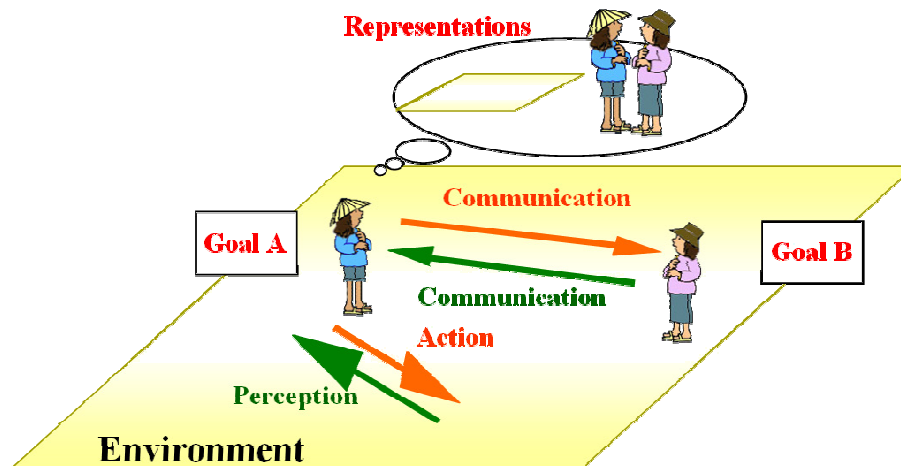 Representations
Communication
Goal A
Goal B
Communication
Action
Perception
Environment